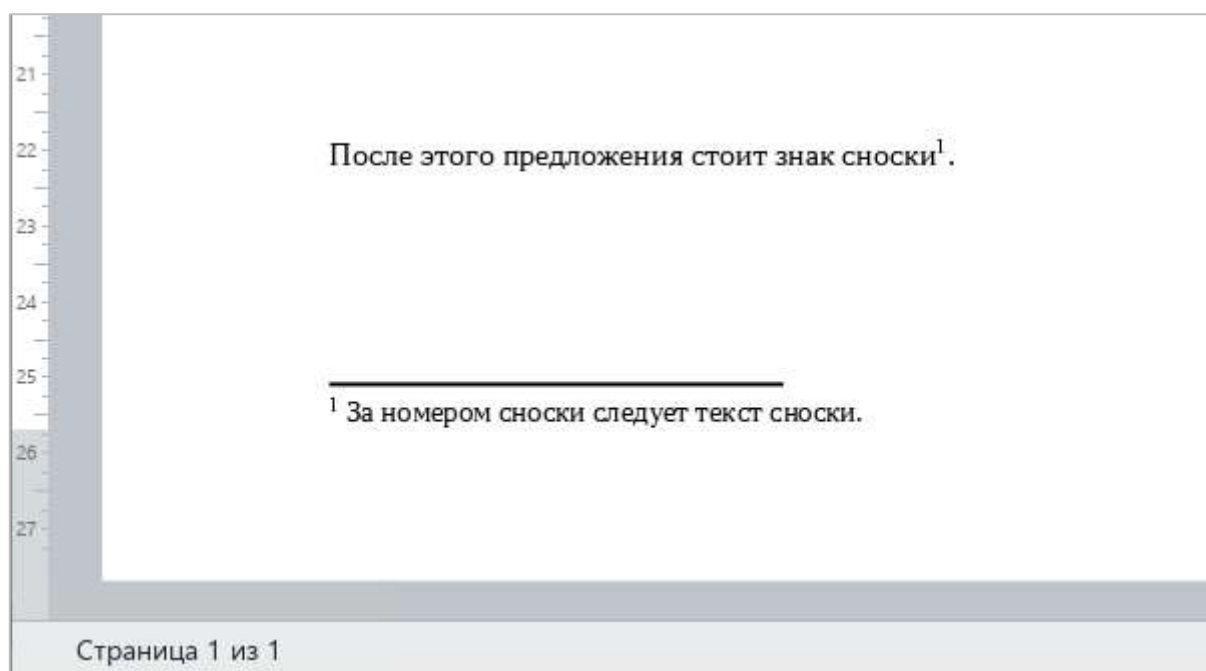 21
22
После этого предложения стоит знак сноски¹.
23
24
25
¹ За номером сноски следует текст сноски.
26
27
Страница 1 из 1